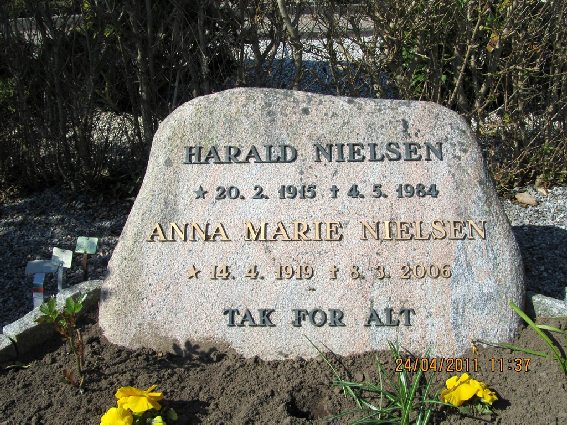 HARALD NIELSEN
★ 20. 2. 1915 ✝ 4. 5. 1984
ANNA MARIE NIELSEN
★ 14. 4. 1919 ✝ 8. 3. 2006
TAK FOR ALT
24/04/2011 11:37